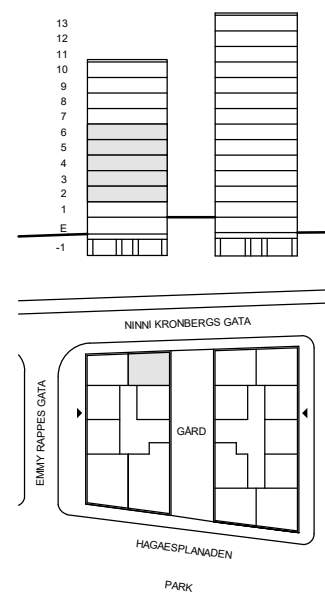 13
12
11
10
9
8
7
6
5
4
3
2
1
E
-1
NINNI KRONBERGS GATA
EMMY RAPPES GATA
GÅRD
HAGAESPLANADEN
PARK